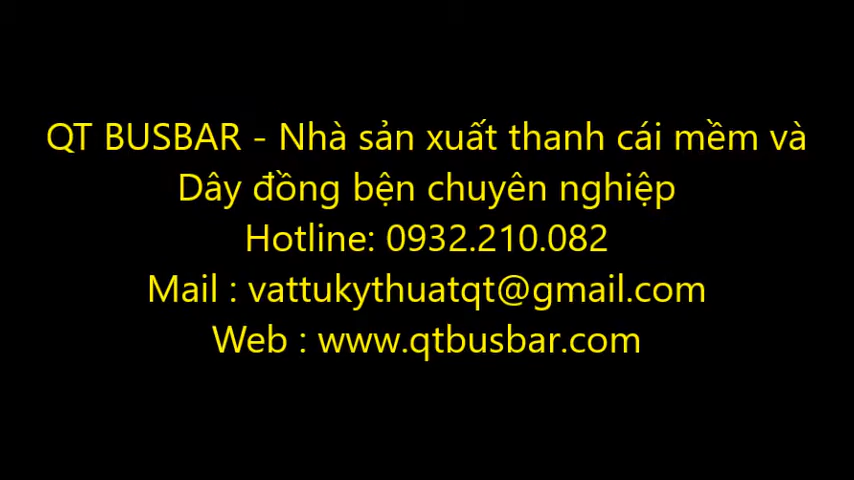 QT BUSBAR - Nhà sản xuất thanh cái mềm và
Dây đồng bện chuyên nghiệp
Hotline: 0932.210.082
Mail : vattukythuatqt@gmail.com
Web : www.qtbusbar.com